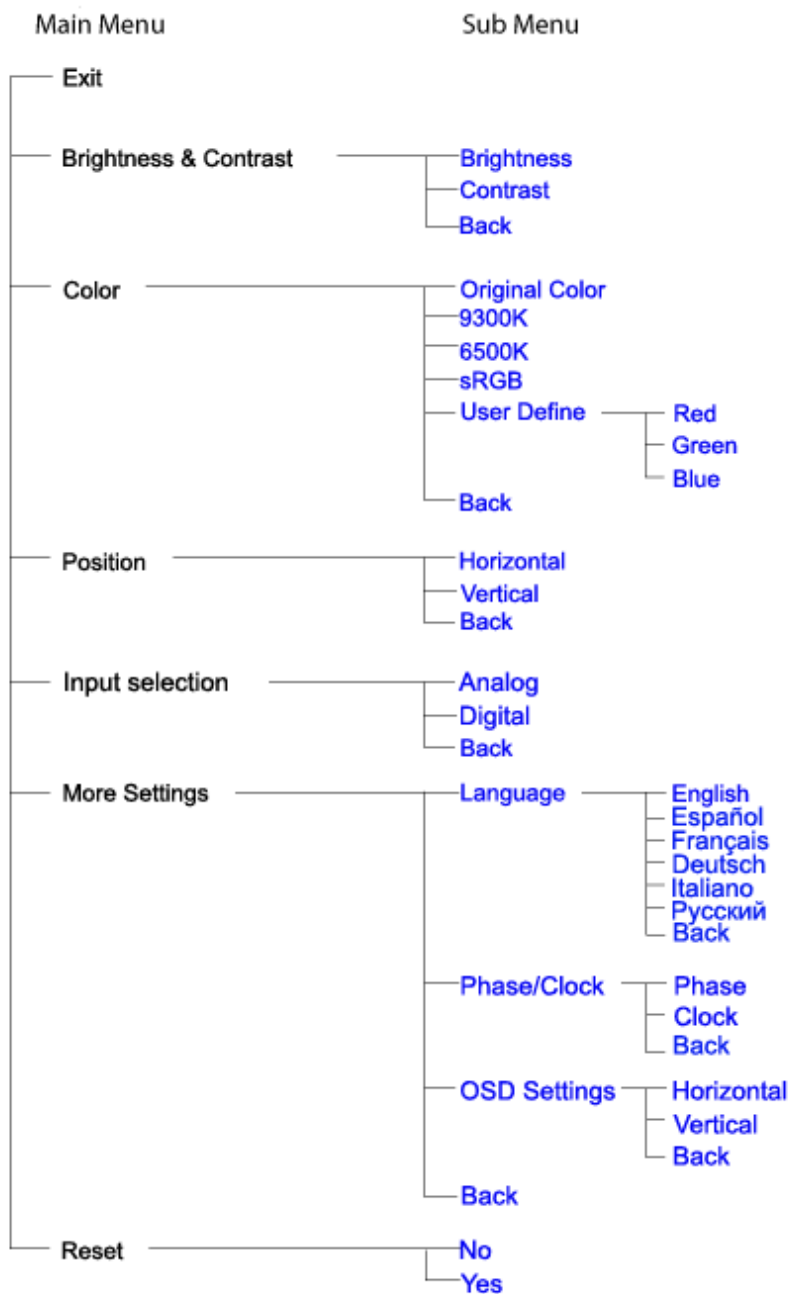 Main Menu Sub Menu
Exit
Brightness & Contrast Brightness
Contrast
Back
Color Original Color
9300K
6500K
sRGB
User Define Red
Green
Blue
Back
Position Horizontal
Vertical
Back
Input selection Analog
Digital
Back
More Settings Language English
Español
Français
Deutsch
Italiano
Русский
Back
Phase/Clock Phase
Clock
Back
OSD Settings Horizontal
Vertical
Back
Back
Reset No
Yes